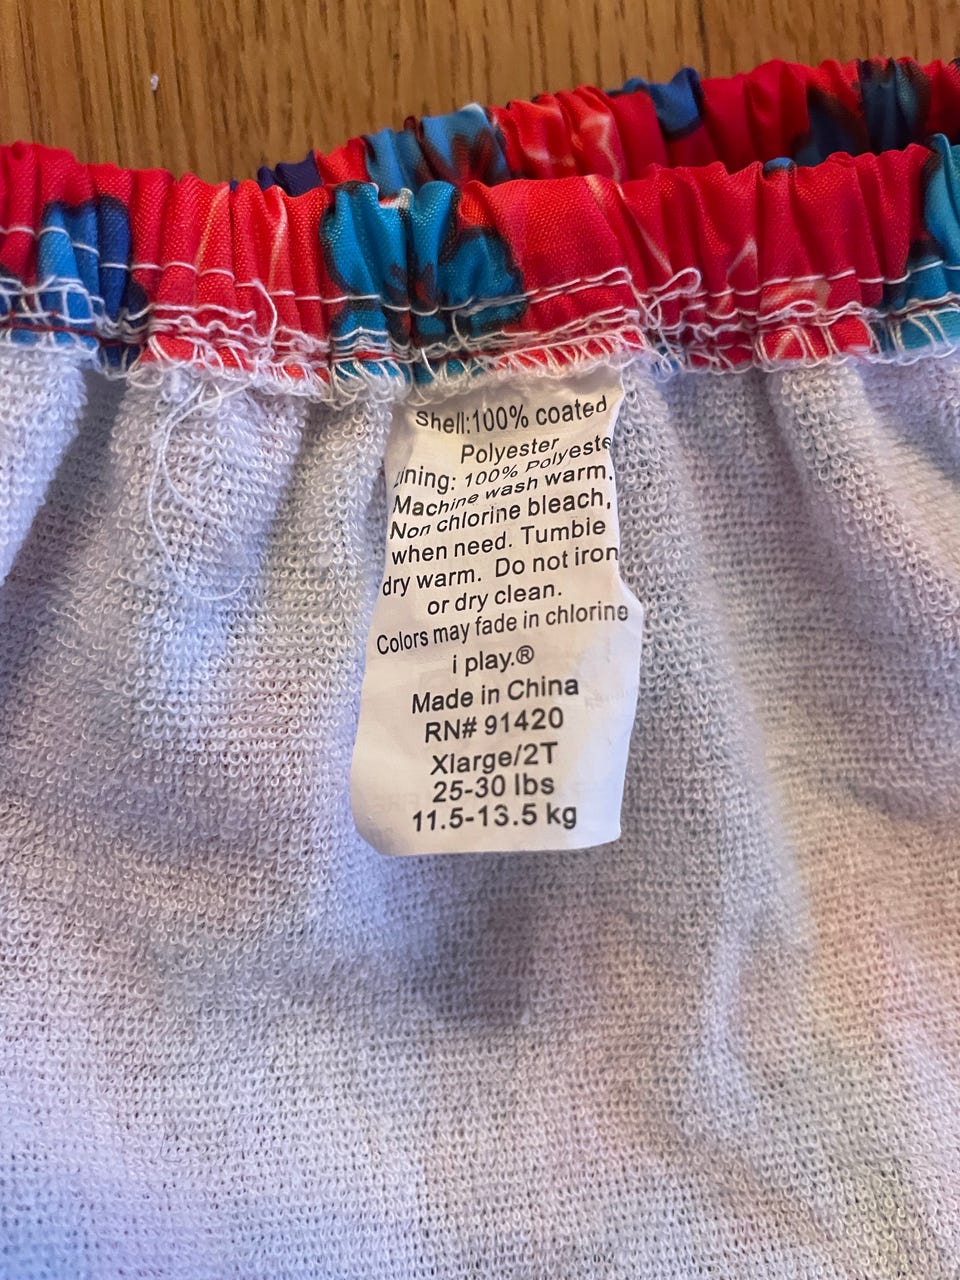 Shell:100% coated
Polyester
Lining: 100% Polyeste
Machine wash warm.
Non chlorine bleach,
when need. Tumbie
dry warm. Do not iron
or dry clean.
Colors may fade in chlorine
i play.®
Made in China
RN# 91420
Xlarge/2T
25-30 lbs
11.5-13.5 kg